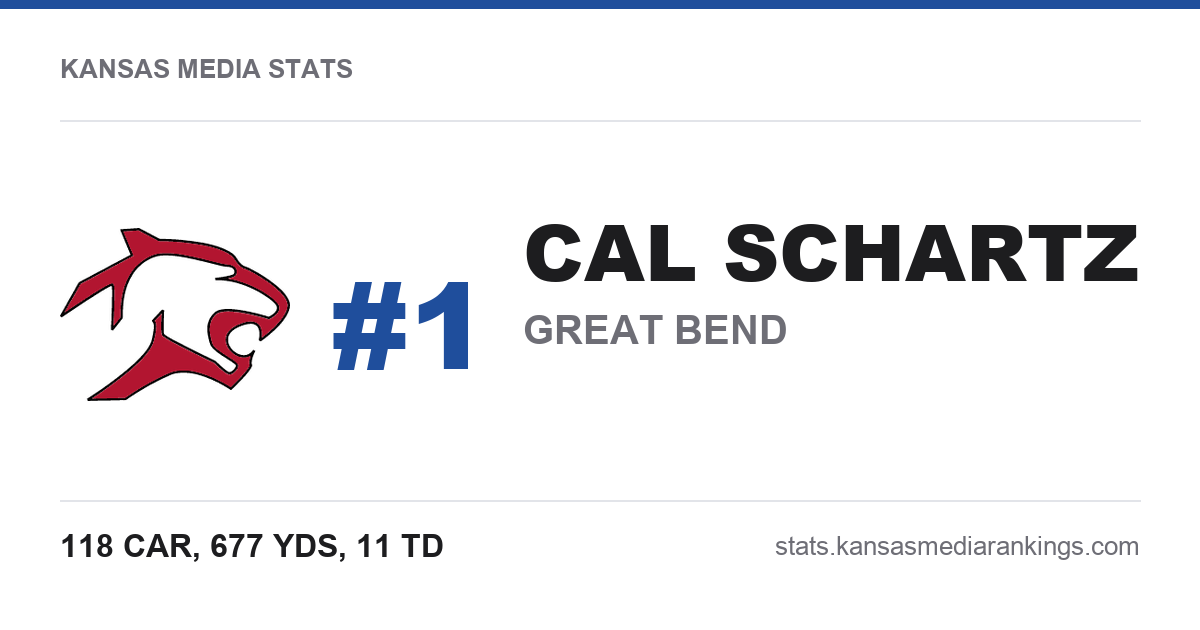 KANSAS MEDIA STATS
#1
CAL SCHARTZ
GREAT BEND
118 CAR, 677 YDS, 11 TD
stats.kansasmediarankings.com